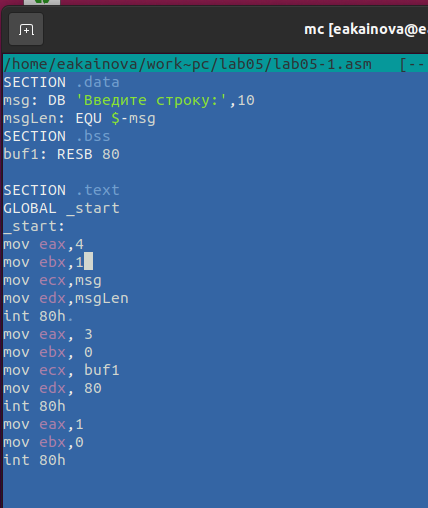 mc [eakainova@ea
/home/eakainova/work-pc/lab05/lab05-1.asm [--
SECTION .data
msg: DB 'Введите строку:',10
msgLen: EQU $-msg
SECTION .bss
buf1: RESB 80
SECTION .text
GLOBAL _start
_start:
mov eax,4
mov ebx,1
mov ecx,msg
mov edx,msgLen
int 80h.
mov eax, 3
mov ebx, 0
mov ecx, buf1
mov edx, 80
int 80h
mov eax,1
mov ebx,0
int 80h